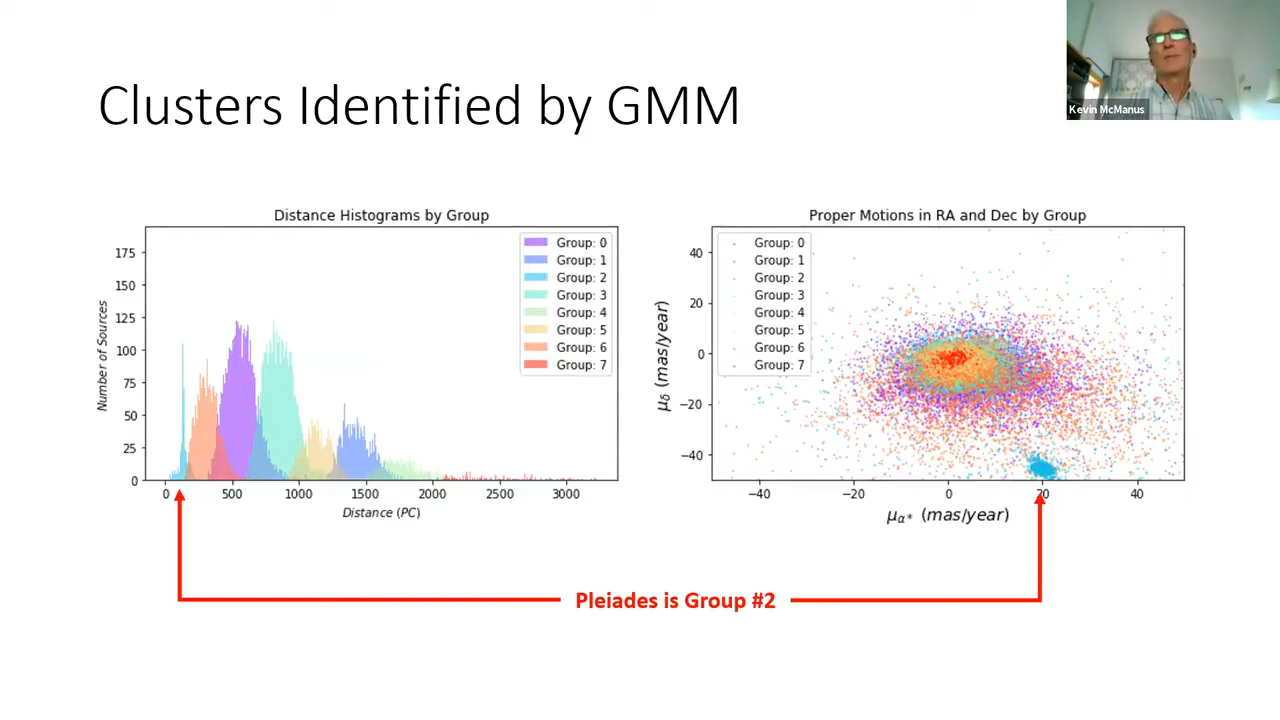 Kevin McManus
Clusters Identified by GMM
Distance Histograms by Group
Number of Sources
175
150
125
100
75
50
25
0
Group: 0
Group: 1
Group: 2
Group: 3
Group: 4
Group: 5
Group: 6
Group: 7
0 500 1000 1500 2000 2500 3000
Distance (PC)
Proper Motions in RA and Dec by Group
μδ (mas/year)
40
20
0
−20
−40
Group: 0
Group: 1
Group: 2
Group: 3
Group: 4
Group: 5
Group: 6
Group: 7
−40 −20 0 20 40
μα* (mas/year)
Pleiades is Group #2